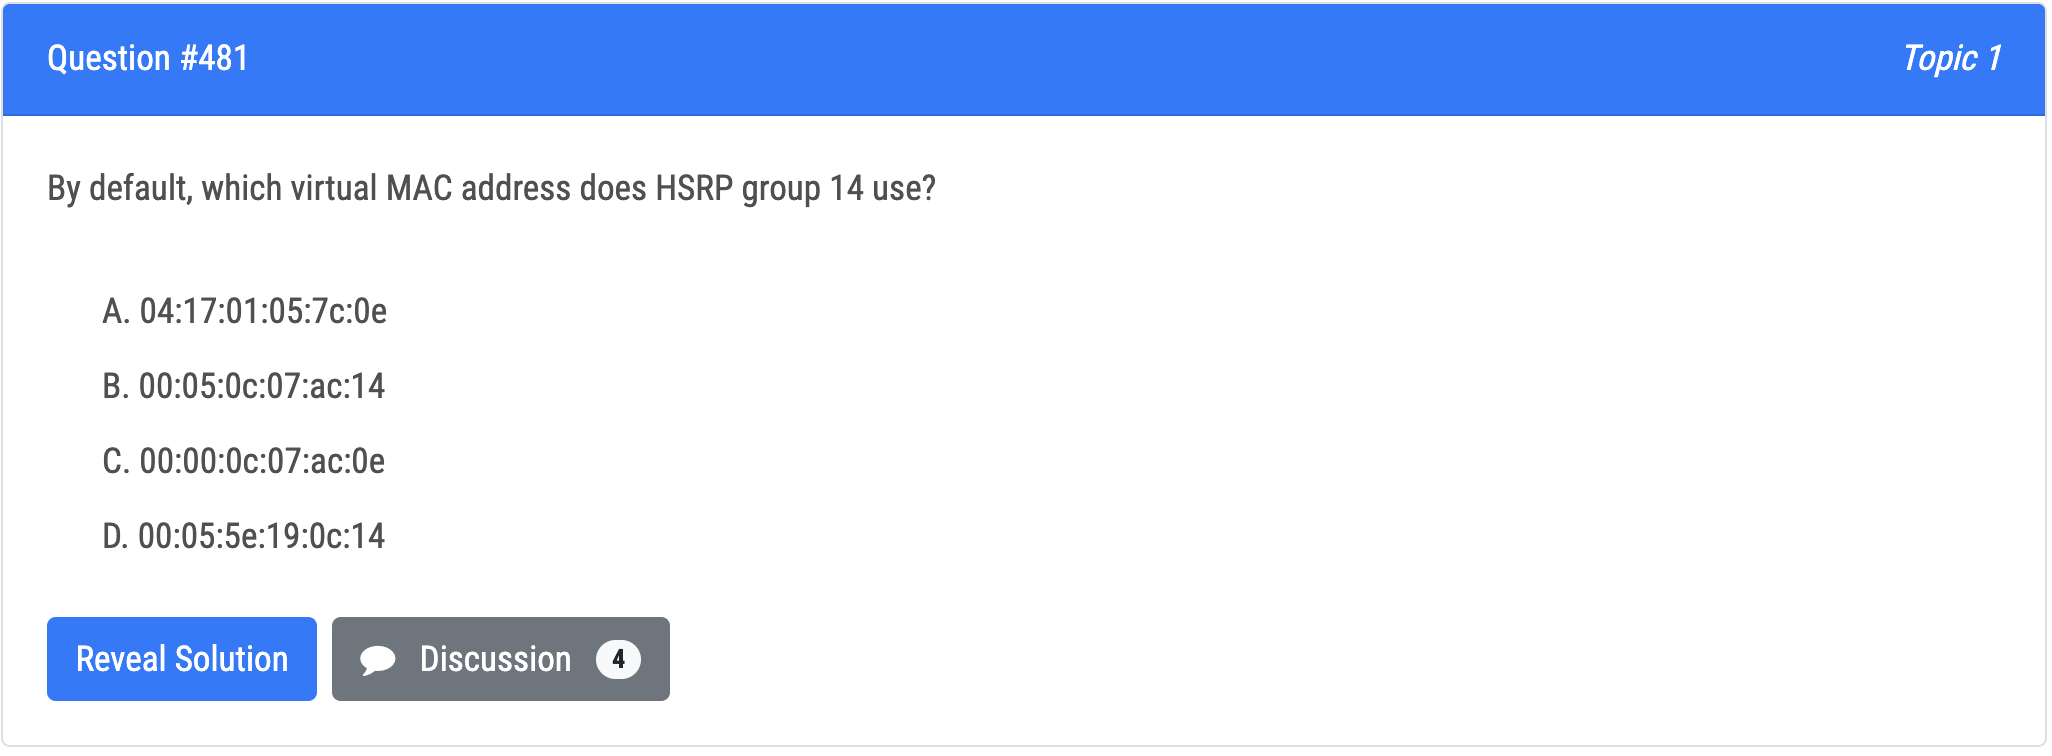 Question #481
Topic 1
By default, which virtual MAC address does HSRP group 14 use?
A. 04:17:01:05:7c:0e
B. 00:05:0c:07:ac:14
C. 00:00:0c:07:ac:0e
D. 00:05:5e:19:0c:14
Reveal Solution
Discussion 4